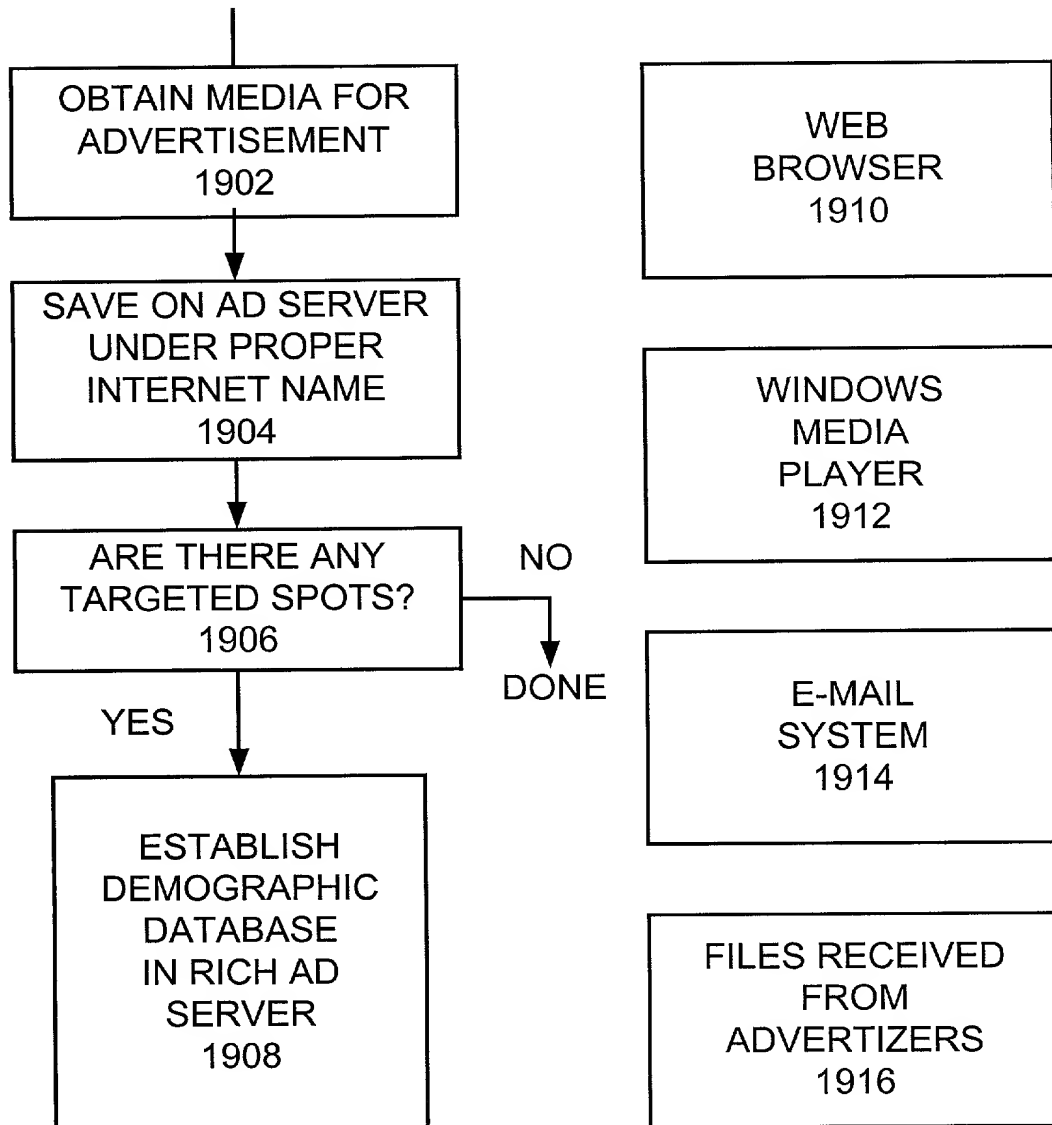 OBTAIN MEDIA FOR
ADVERTISEMENT
1902
SAVE ON AD SERVER
UNDER PROPER
INTERNET NAME
1904
ARE THERE ANY
TARGETED SPOTS?
1906
NO
DONE
YES
ESTABLISH
DEMOGRAPHIC
DATABASE
IN RICH AD
SERVER
1908
WEB
BROWSER
1910
WINDOWS
MEDIA
PLAYER
1912
E-MAIL
SYSTEM
1914
FILES RECEIVED
FROM
ADVERTIZERS
1916